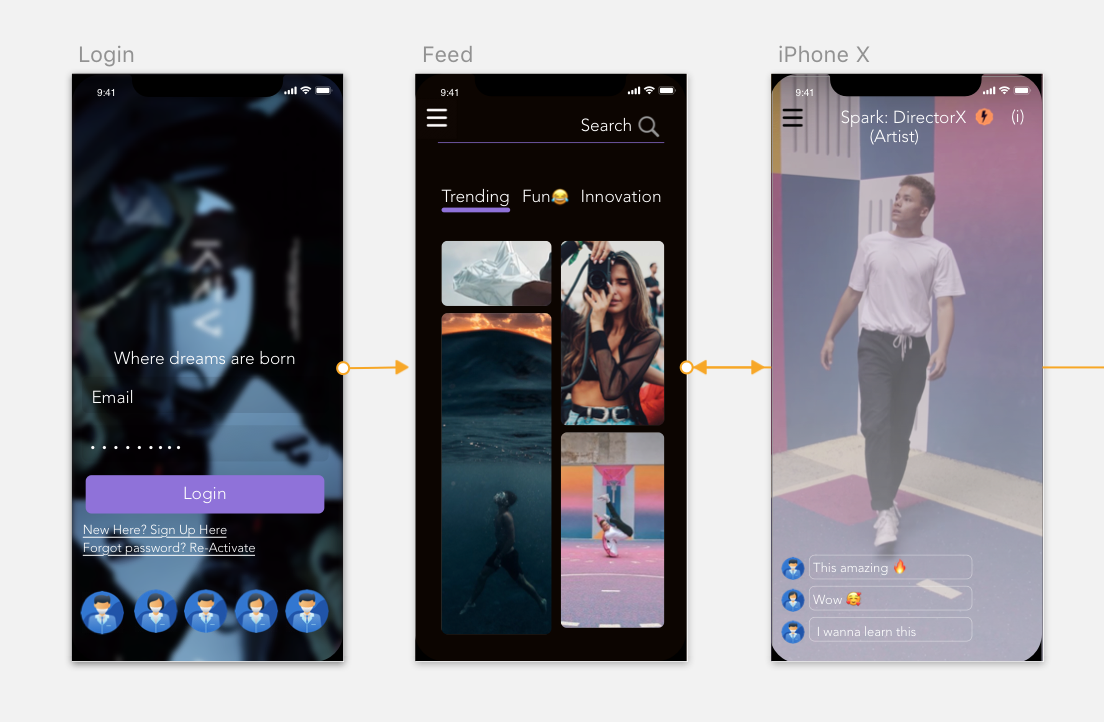 Login
Feed
iPhone X
9:41
Where dreams are born
Email
Login
New Here? Sign Up Here
Forgot password? Re-Activate
9:41
Search
Trending Fun😂 Innovation
9:41
Spark: DirectorX (i)
(Artist)
This amazing 🔥
Wow 🥰
I wanna learn this